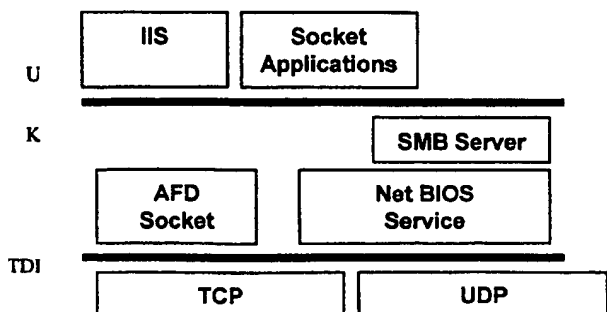 IIS
Socket
Applications
U
K
SMB Server
AFD
Socket
Net BIOS
Service
TDI
TCP
UDP